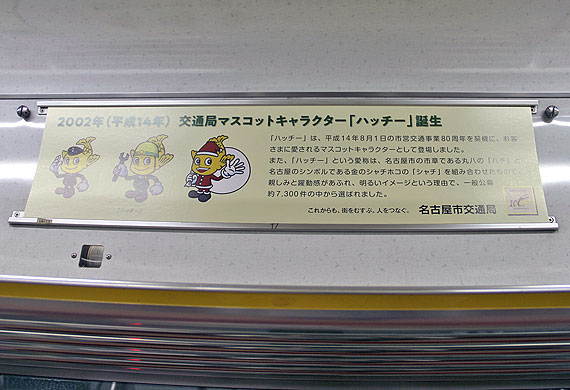 2002年(平成14年) 交通局マスコットキャラクター「ハッチー」誕生
「ハッチー」は、平成14年8月1日の市営交通事業80周年を契機に、お客
さまに愛されるマスコットキャラクターとして登場しました。
また、「ハッチー」という愛称は、名古屋市の市章である丸八の「ハチ」と
名古屋のシンボルである金のシャチホコの「シャチ」を組み合わせたもので、
親しみと躍動感があふれ、明るいイメージという理由で、一般公募
約7,300件の中から選ばれました。
これからも、街をむすぶ。人をつなぐ。 名古屋市交通局
17